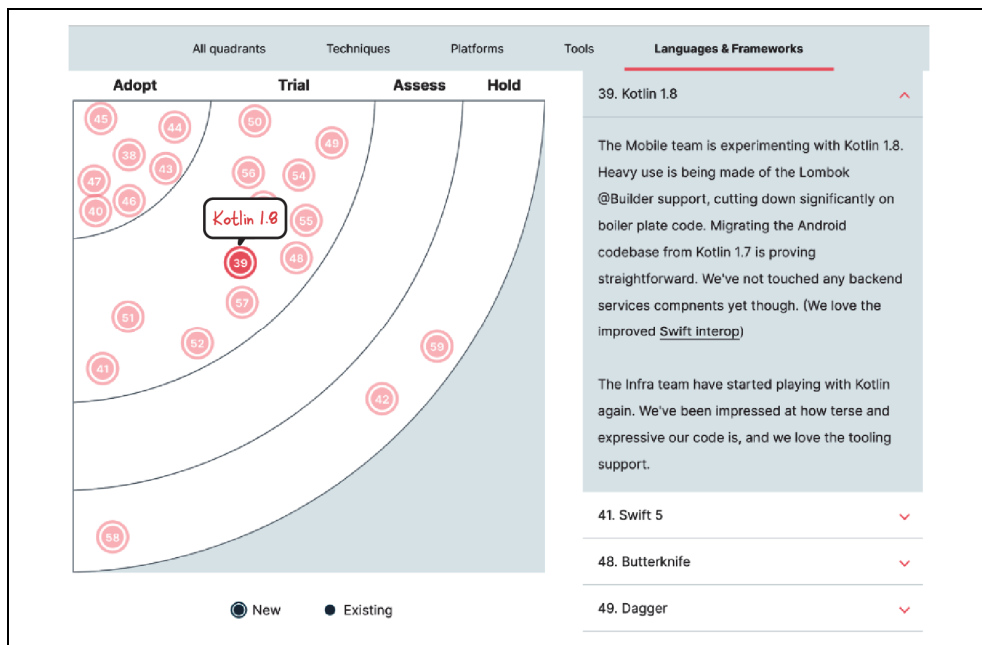 All quadrants Techniques Platforms Tools Languages & Frameworks
Adopt Trial Assess Hold
45
44
38
43
47
46
40
50
49
56
54
55
Kotlin 1.8
39
48
57
51
52
41
59
42
58
New Existing
39. Kotlin 1.8
The Mobile team is experimenting with Kotlin 1.8.
Heavy use is being made of the Lombok
@Builder support, cutting down significantly on
boiler plate code. Migrating the Android
codebase from Kotlin 1.7 is proving
straightforward. We've not touched any backend
services compnents yet though. (We love the
improved Swift interop)
The Infra team have started playing with Kotlin
again. We've been impressed at how terse and
expressive our code is, and we love the tooling
support.
41. Swift 5
48. Butterknife
49. Dagger